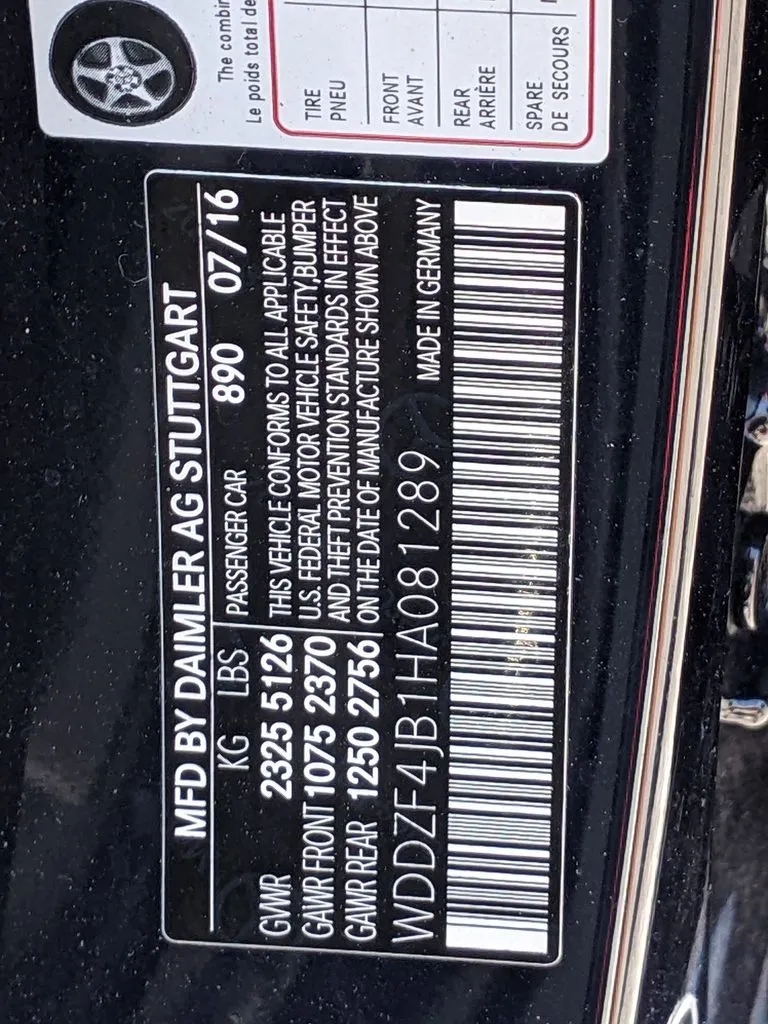 The combin
Le poids total de
TIRE
PNEU
FRONT
AVANT
REAR
ARRIÈRE
SPARE
DE SECOURS
MFD BY DAIMLER AG STUTTGART
KG LBS PASSENGER CAR 890 07/16
GVWR 2325 5126
GAWR FRONT 1075 2370
GAWR REAR 1250 2756
THIS VEHICLE CONFORMS TO ALL APPLICABLE
U.S. FEDERAL MOTOR VEHICLE SAFETY,BUMPER
AND THEFT PREVENTION STANDARDS IN EFFECT
ON THE DATE OF MANUFACTURE SHOWN ABOVE
WDDZF4JB1HA081289 MADE IN GERMANY